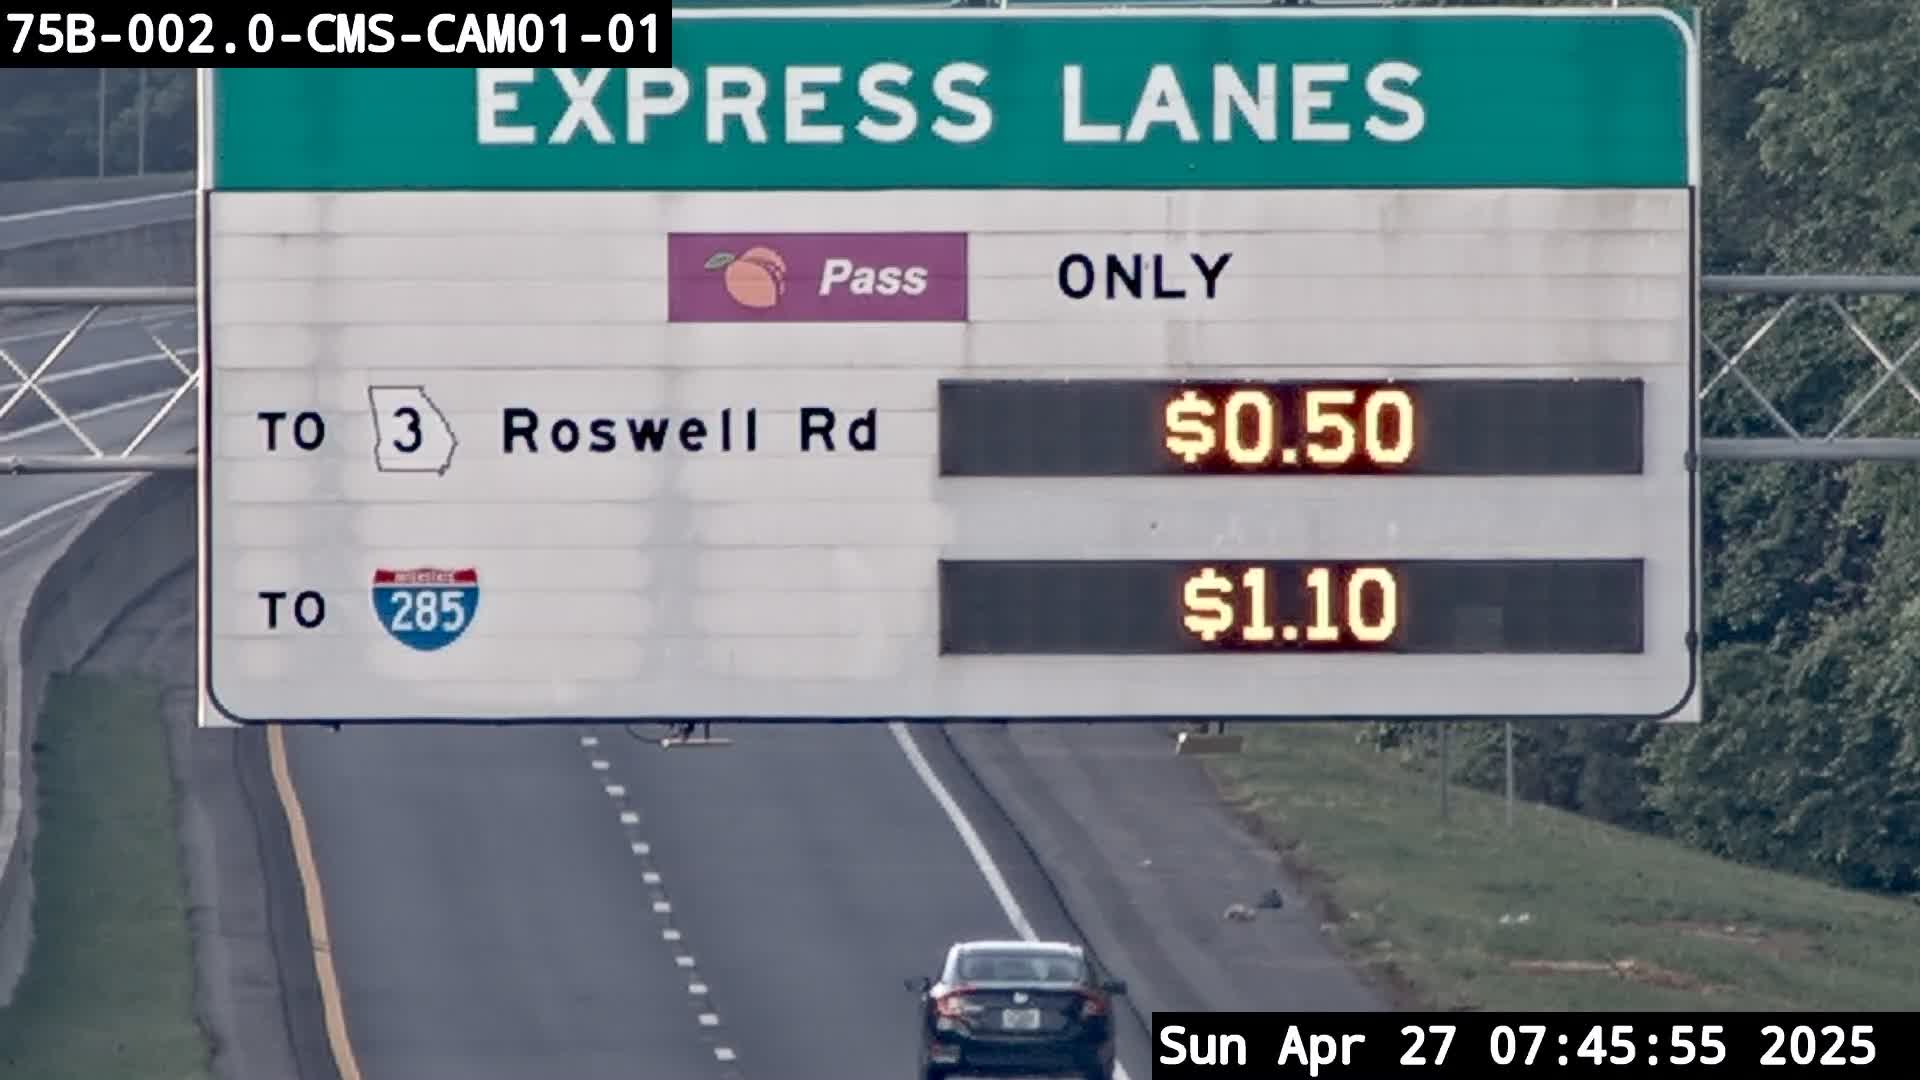 75B-002.0-CMS-CAM01-01
EXPRESS LANES
Pass ONLY
TO 3 Roswell Rd $0.50
TO 285 $1.10
Sun Apr 27 07:45:55 2025